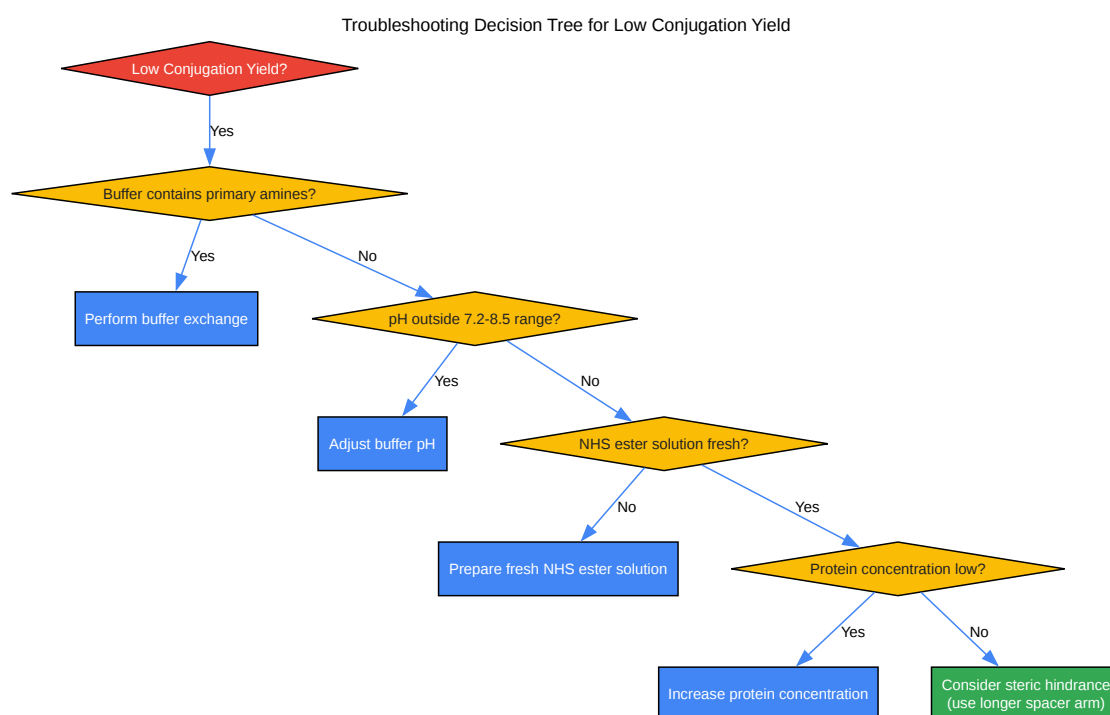 Troubleshooting Decision Tree for Low Conjugation Yield
Low Conjugation Yield?
Yes
Buffer contains primary amines?
Yes
No
Perform buffer exchange
pH outside 7.2-8.5 range?
Yes
No
Adjust buffer pH
NHS ester solution fresh?
No
Yes
Prepare fresh NHS ester solution
Protein concentration low?
Yes
No
Increase protein concentration
Consider steric hindrance
(use longer spacer arm)